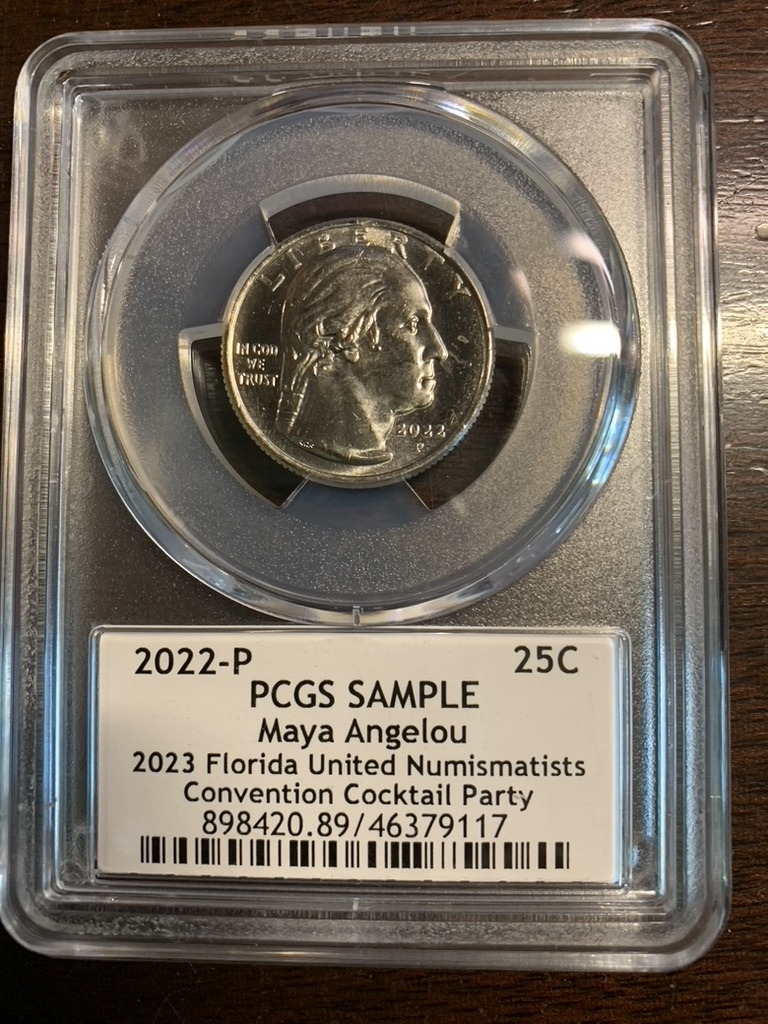 LIBERTY
IN GOD
WE
TRUST
2022
P
2022-P 25C
PCGS SAMPLE
Maya Angelou
2023 Florida United Numismatists
Convention Cocktail Party
898420.89/46379117